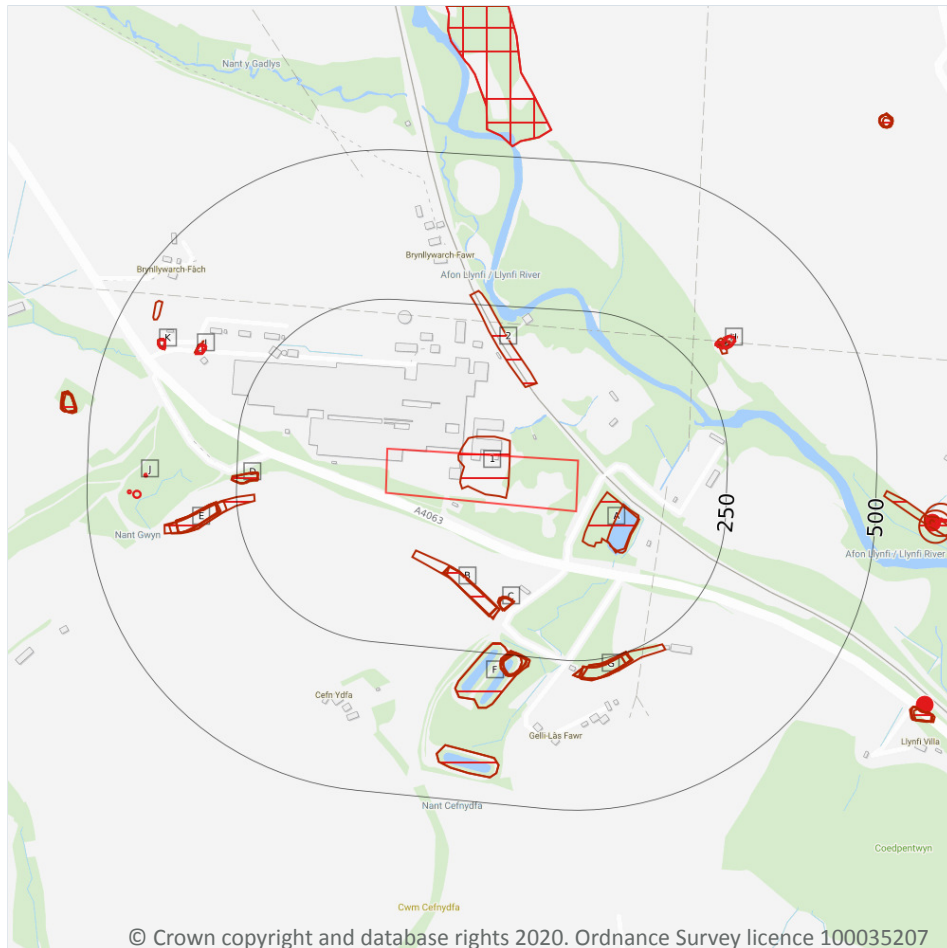 Nant y Gadlys
Brynllywarch-Fawr
Brynllywarch-Fach
Afon Llynfi / Llynfi River
2
K
I
H
J
D
1
E
A
A4063
250
500
Nant Gwyn
Afon Llynfi / Llynfi River
B
C
F
G
Cefn Ydfa
Gelli-Las Fawr
Llynfi Villa
Nant Cefnydfa
Coedpentwyn
Cwm Cefnydfa
© Crown copyright and database rights 2020. Ordnance Survey licence 100035207